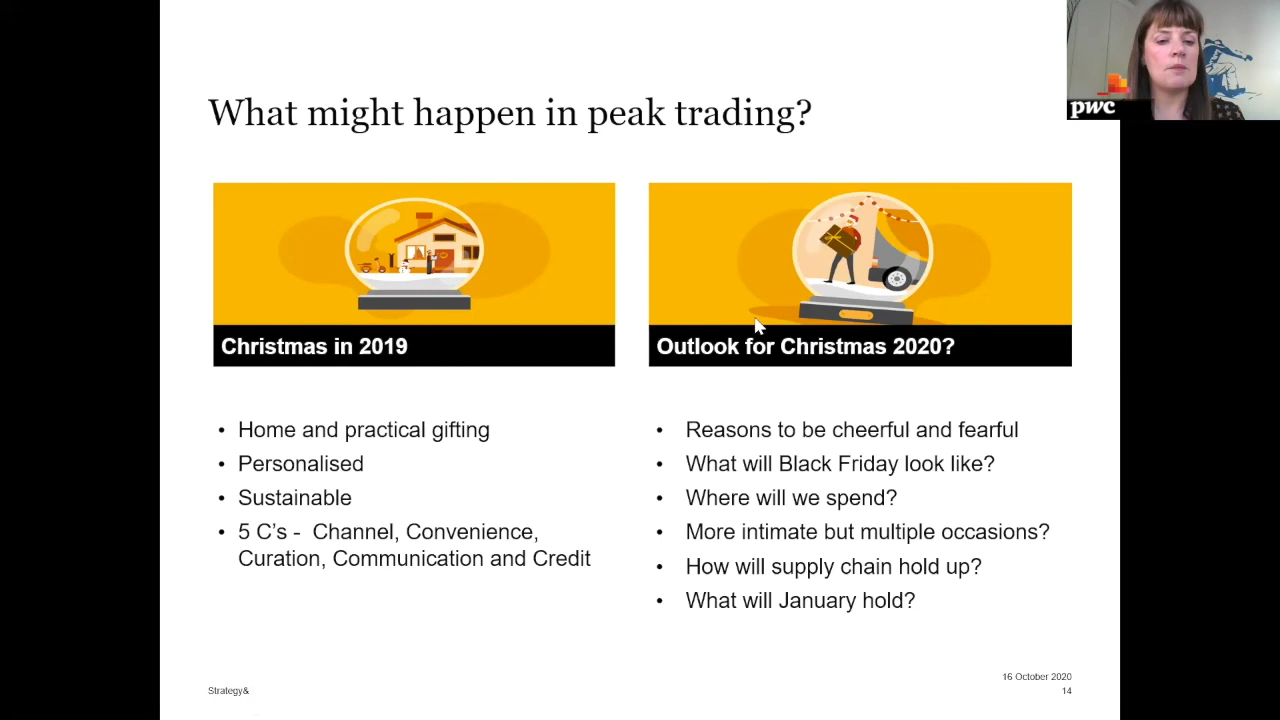 pwc
What might happen in peak trading?
Christmas in 2019
Outlook for Christmas 2020?
• Home and practical gifting
• Personalised
• Sustainable
• 5 C's - Channel, Convenience,
Curation, Communication and Credit
• Reasons to be cheerful and fearful
• What will Black Friday look like?
• Where will we spend?
• More intimate but multiple occasions?
• How will supply chain hold up?
• What will January hold?
Strategy&
16 October 2020
14